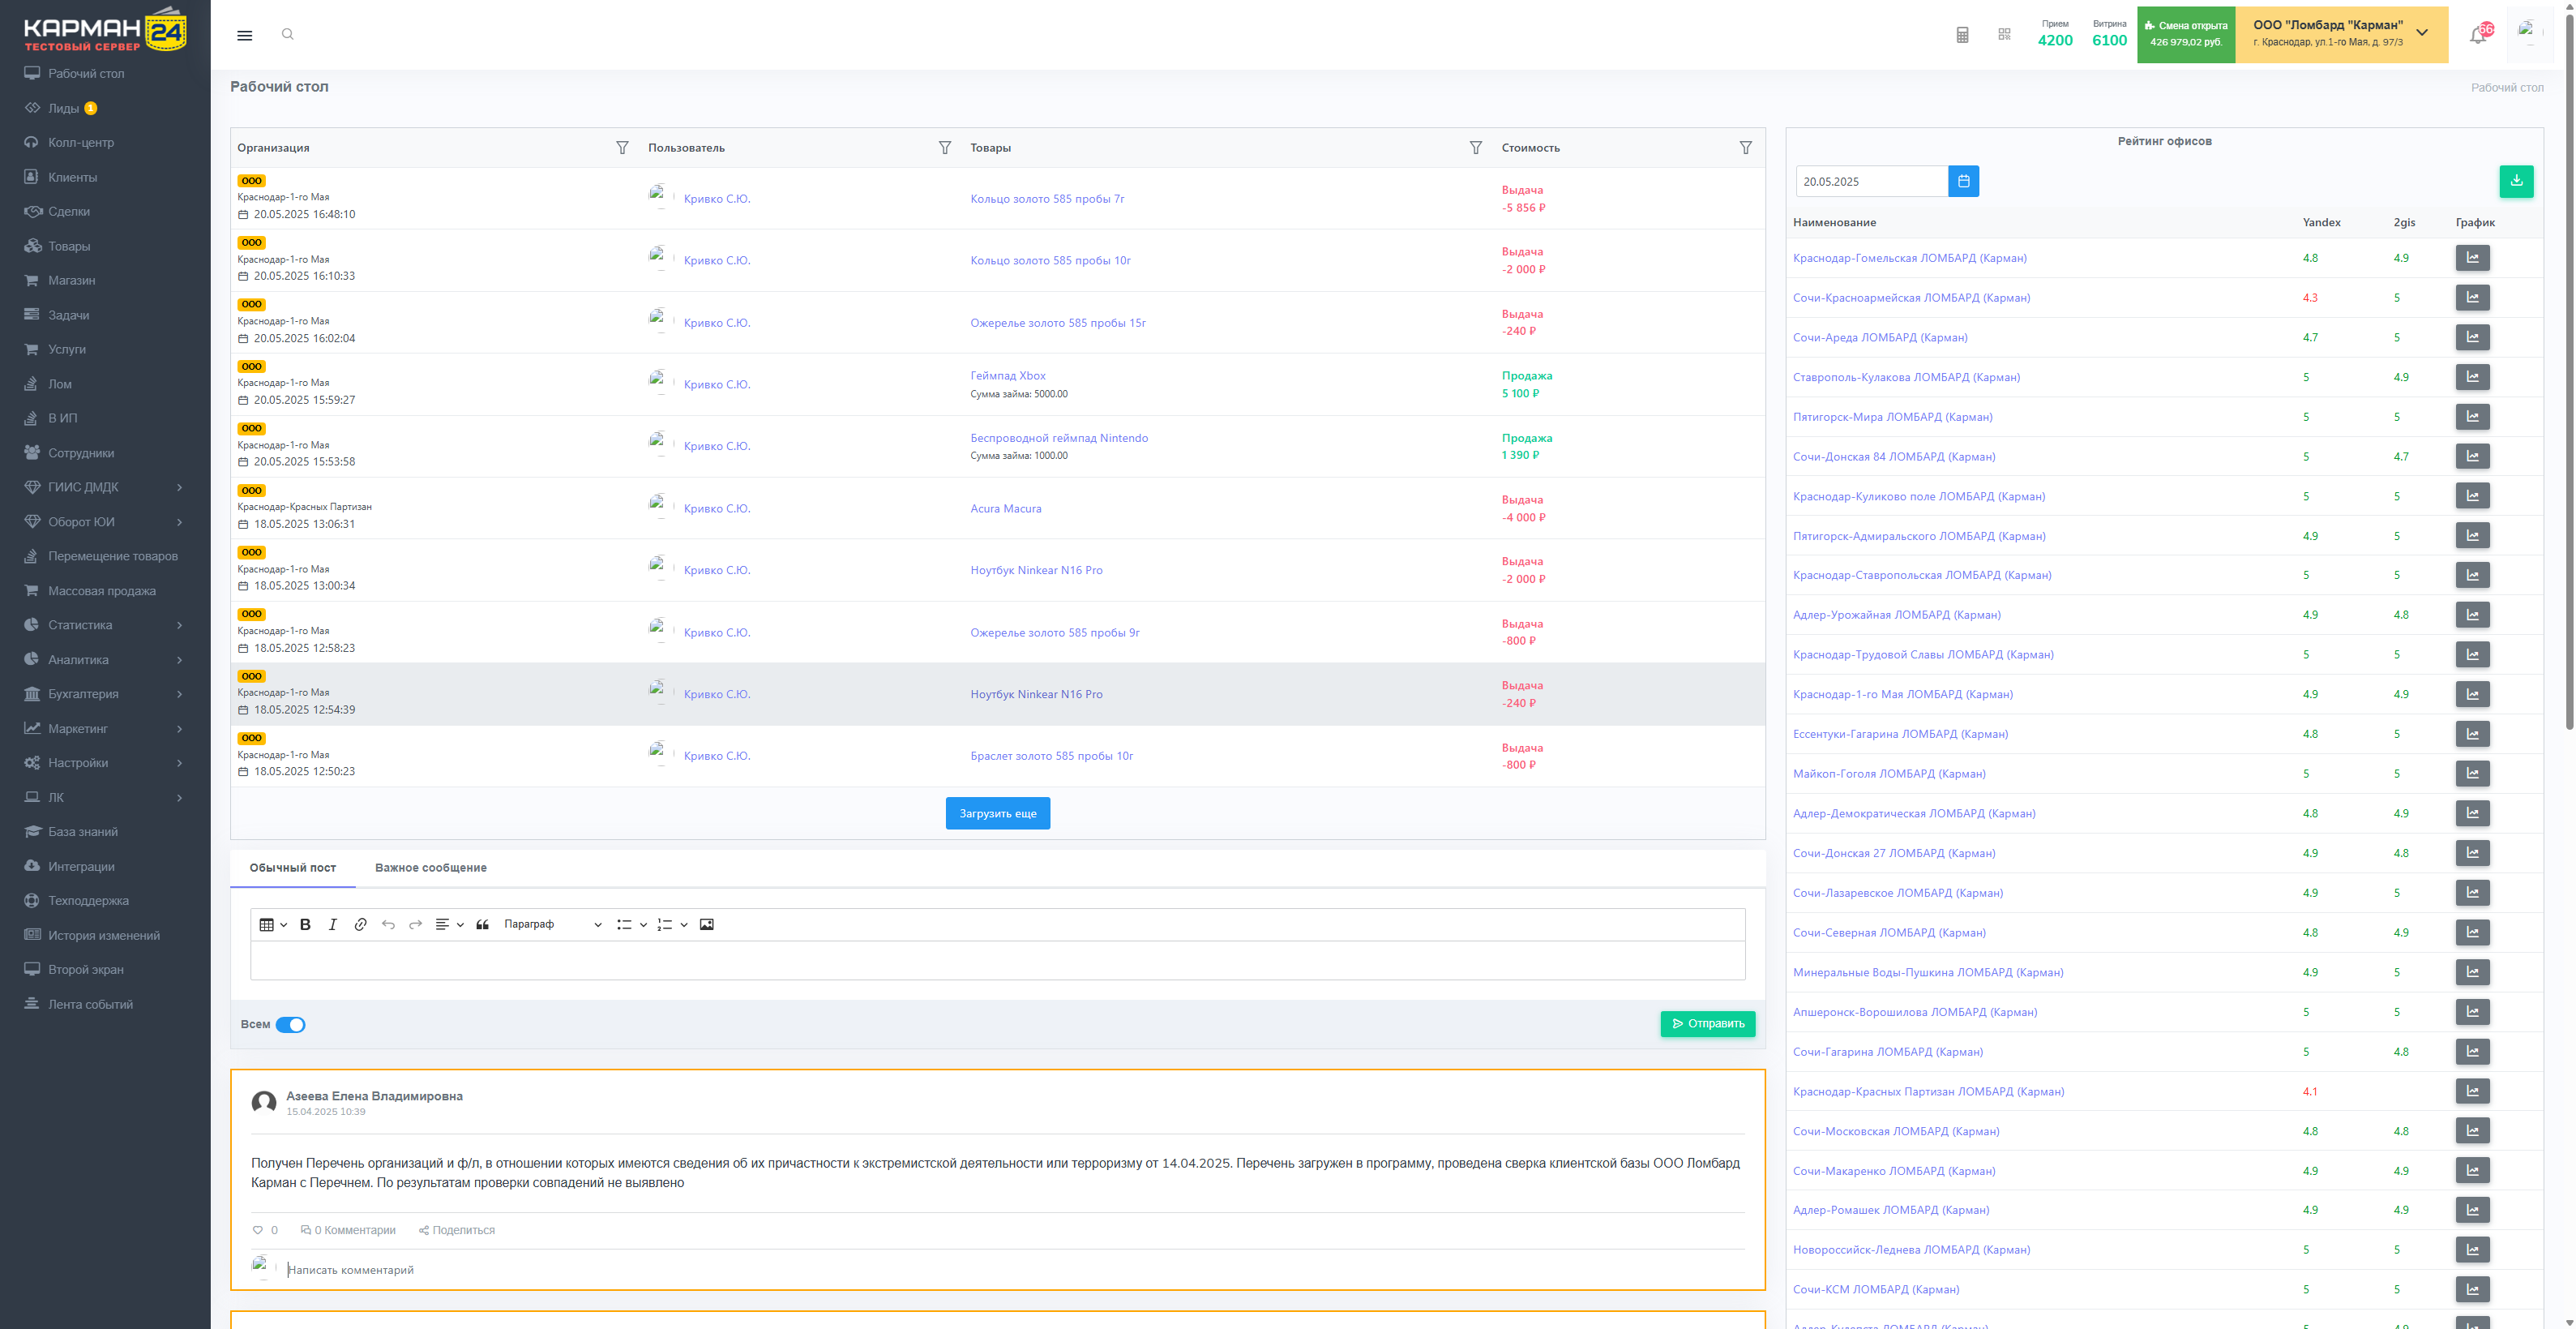 КАРМАН 24
ТЕСТОВЫЙ СЕРВЕР
Рабочий стол
Лиды 1
Колл-центр
Клиенты
Сделки
Товары
Магазин
Задачи
Услуги
Лом
В ИП
Сотрудники
ГИИС ДМДК
Оборот ЮИ
Перемещение товаров
Массовая продажа
Статистика
Аналитика
Бухгалтерия
Маркетинг
Настройки
ЛК
База знаний
Интеграции
Техподдержка
История изменений
Второй экран
Лента событий
Прием
4200
Витрина
6100
Смена открыта
426 979,02 руб.
ООО "Ломбард "Карман"
г. Краснодар, ул.1-го Мая, д. 97/3
Рабочий стол
Рабочий стол
Организация Пользователь Товары Стоимость
ООО
Краснодар-1-го Мая
20.05.2025 16:48:10
Кривко С.Ю.
Кольцо золото 585 пробы 7г
Выдача
-5 856 ₽
ООО
Краснодар-1-го Мая
20.05.2025 16:10:33
Кривко С.Ю.
Кольцо золото 585 пробы 10г
Выдача
-2 000 ₽
ООО
Краснодар-1-го Мая
20.05.2025 16:02:04
Кривко С.Ю.
Ожерелье золото 585 пробы 15г
Выдача
-240 ₽
ООО
Краснодар-1-го Мая
20.05.2025 15:59:27
Кривко С.Ю.
Геймпад Xbox
Сумма займа: 5000.00
Продажа
5 100 ₽
ООО
Краснодар-1-го Мая
20.05.2025 15:53:58
Кривко С.Ю.
Беспроводной геймпад Nintendo
Сумма займа: 1000.00
Продажа
1 390 ₽
ООО
Краснодар-Красных Партизан
18.05.2025 13:06:31
Кривко С.Ю.
Acura Macura
Выдача
-4 000 ₽
ООО
Краснодар-1-го Мая
18.05.2025 13:00:34
Кривко С.Ю.
Ноутбук Ninkear N16 Pro
Выдача
-2 000 ₽
ООО
Краснодар-1-го Мая
18.05.2025 12:58:23
Кривко С.Ю.
Ожерелье золото 585 пробы 9г
Выдача
-800 ₽
ООО
Краснодар-1-го Мая
18.05.2025 12:54:39
Кривко С.Ю.
Ноутбук Ninkear N16 Pro
Выдача
-240 ₽
ООО
Краснодар-1-го Мая
18.05.2025 12:50:23
Кривко С.Ю.
Браслет золото 585 пробы 10г
Выдача
-800 ₽
Загрузить еще
Обычный пост Важное сообщение
Параграф
Всем
Отправить
Азеева Елена Владимировна
15.04.2025 10:39
Получен Перечень организаций и ф/л, в отношении которых имеются сведения об их причастности к экстремистской деятельности или терроризму от 14.04.2025. Перечень загружен в программу, проведена сверка клиентской базы ООО Ломбард
Карман с Перечнем. По результатам проверки совпадений не выявлено
0 0 Комментарии Поделиться
Написать комментарий
Рейтинг офисов
20.05.2025
Наименование Yandex 2gis График
Краснодар-Гомельская ЛОМБАРД (Карман) 4.8 4.9
Сочи-Красноармейская ЛОМБАРД (Карман) 4.3 5
Сочи-Ареда ЛОМБАРД (Карман) 4.7 5
Ставрополь-Кулакова ЛОМБАРД (Карман) 5 4.9
Пятигорск-Мира ЛОМБАРД (Карман) 5 5
Сочи-Донская 84 ЛОМБАРД (Карман) 5 4.7
Краснодар-Куликово поле ЛОМБАРД (Карман) 5 5
Пятигорск-Адмиральского ЛОМБАРД (Карман) 4.9 5
Краснодар-Ставропольская ЛОМБАРД (Карман) 5 5
Адлер-Урожайная ЛОМБАРД (Карман) 4.9 4.8
Краснодар-Трудовой Славы ЛОМБАРД (Карман) 5 5
Краснодар-1-го Мая ЛОМБАРД (Карман) 4.9 4.9
Ессентуки-Гагарина ЛОМБАРД (Карман) 4.8 5
Майкоп-Гоголя ЛОМБАРД (Карман) 5 5
Адлер-Демократическая ЛОМБАРД (Карман) 4.8 4.9
Сочи-Донская 27 ЛОМБАРД (Карман) 4.9 4.8
Сочи-Лазаревское ЛОМБАРД (Карман) 4.9 5
Сочи-Северная ЛОМБАРД (Карман) 4.8 4.9
Минеральные Воды-Пушкина ЛОМБАРД (Карман) 4.9 5
Апшеронск-Ворошилова ЛОМБАРД (Карман) 5 5
Сочи-Гагарина ЛОМБАРД (Карман) 5 4.8
Краснодар-Красных Партизан ЛОМБАРД (Карман) 4.1
Сочи-Московская ЛОМБАРД (Карман) 4.8 4.8
Сочи-Макаренко ЛОМБАРД (Карман) 4.9 4.9
Адлер-Ромашек ЛОМБАРД (Карман) 4.9 4.9
Новороссийск-Леднева ЛОМБАРД (Карман) 5 5
Сочи-КСМ ЛОМБАРД (Карман) 5 5